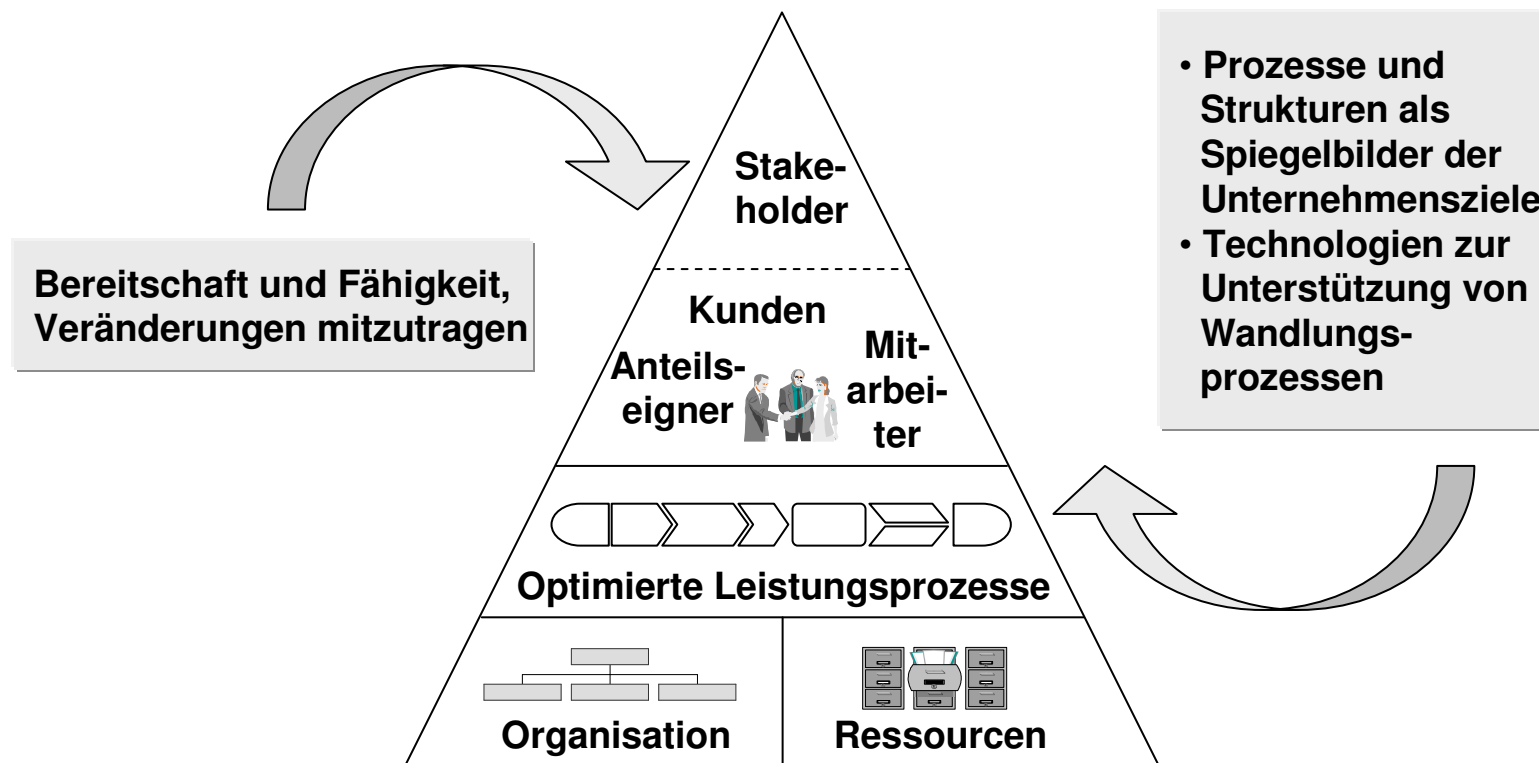 Bereitschaft und Fähigkeit,
Veränderungen mitzutragen
Stake-
holder
Kunden
Anteils-
eigner
Mit-
arbei-
ter
Optimierte Leistungsprozesse
Organisation
Ressourcen
• Prozesse und
Strukturen als
Spiegelbilder der
Unternehmensziele
• Technologien zur
Unterstützung von
Wandlungs-
prozessen